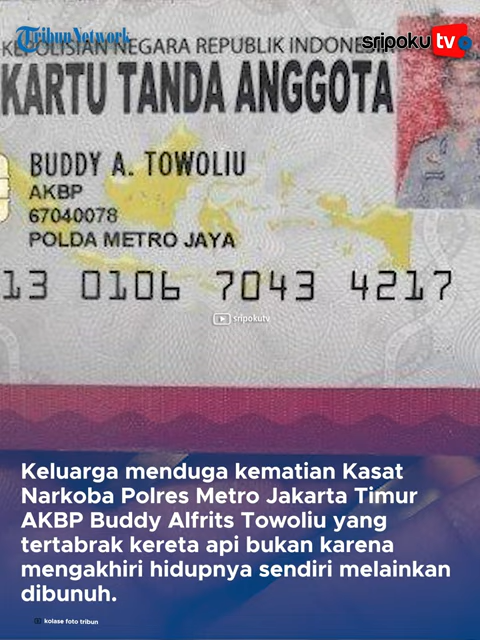 Tribun Network
sripoku tv
KEPOLISIAN NEGARA REPUBLIK INDONESIA
KARTU TANDA ANGGOTA
BUDDY A. TOWOLIU
AKBP
67040078
POLDA METRO JAYA
13 0106 7043 4217
sripokutv
Keluarga menduga kematian Kasat
Narkoba Polres Metro Jakarta Timur
AKBP Buddy Alfrits Towoliu yang
tertabrak kereta api bukan karena
mengakhiri hidupnya sendiri melainkan
dibunuh.
kolase foto tribun